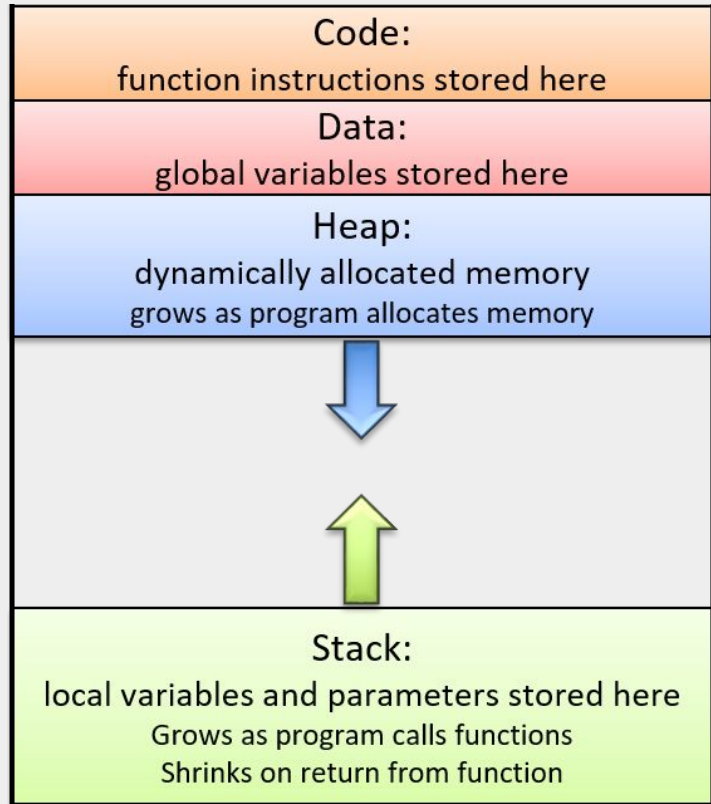 Code:
function instructions stored here
Data:
global variables stored here
Heap:
dynamically allocated memory
grows as program allocates memory
Stack:
local variables and parameters stored here
Grows as program calls functions
Shrinks on return from function